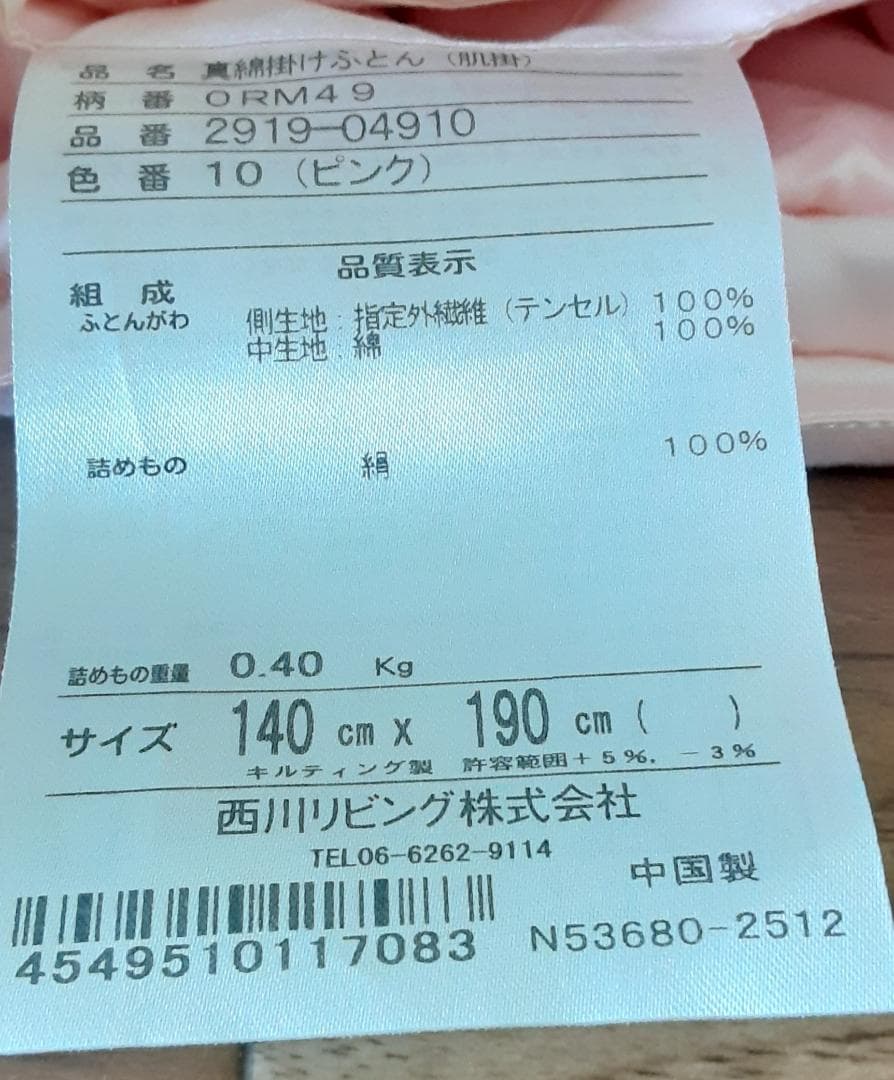 品 名 真綿掛けふとん（肌掛）
柄 番 ORM49
品 番 2919-04910
色 番 10（ピンク）
品質表示
組 成
ふとんがわ 側生地：指定外繊維（テンセル） 100%
中生地：綿 100%
詰めもの 絹 100%
詰めもの重量 0.40 Kg
サイズ 140 cm x 190 cm ( )
キルティング製 許容範囲＋5％．－3％
西川リビング株式会社
TEL06-6262-9114
中国製
4549510117083 N53680-2512